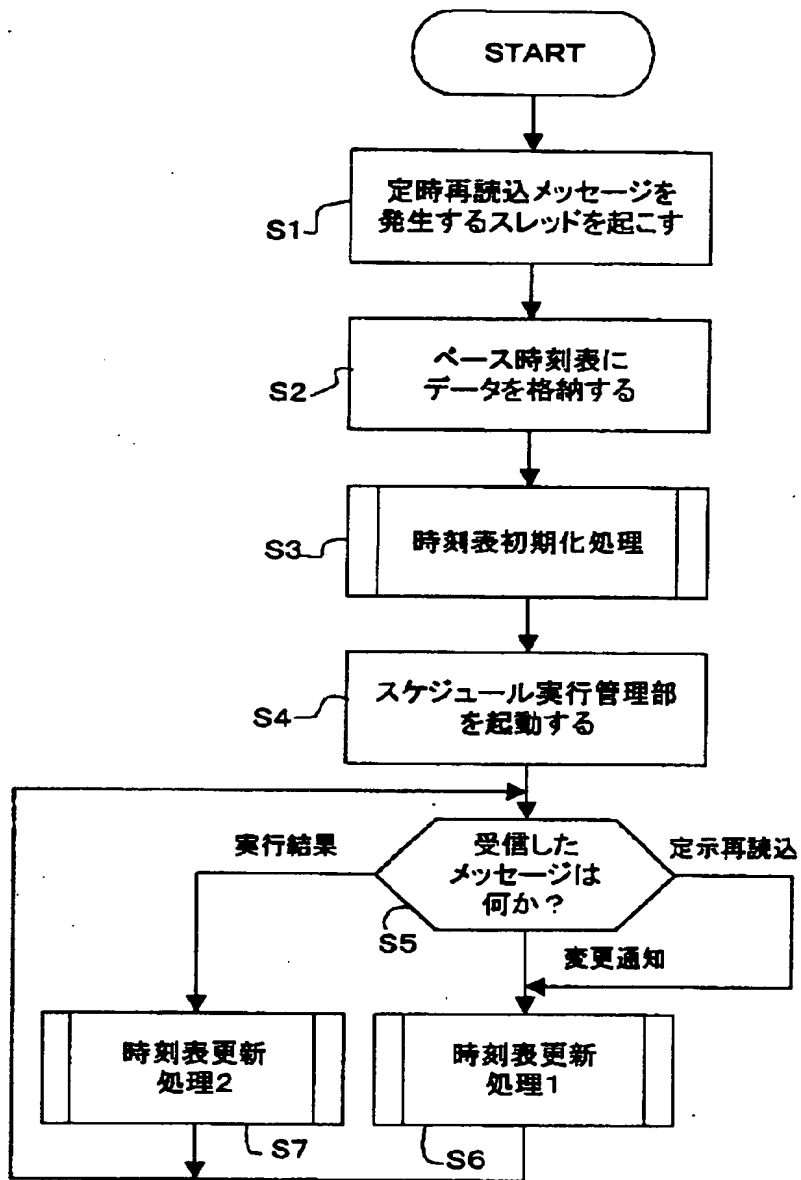 START
定時再読込メッセージを
発生するスレッドを起こす
S1
ベース時刻表に
データを格納する
S2
時刻表初期化処理
S3
スケジュール実行管理部
を起動する
S4
受信した
メッセージは
何か？
S5
実行結果
定示再読込
変更通知
時刻表更新
処理2
S7
時刻表更新
処理1
S6